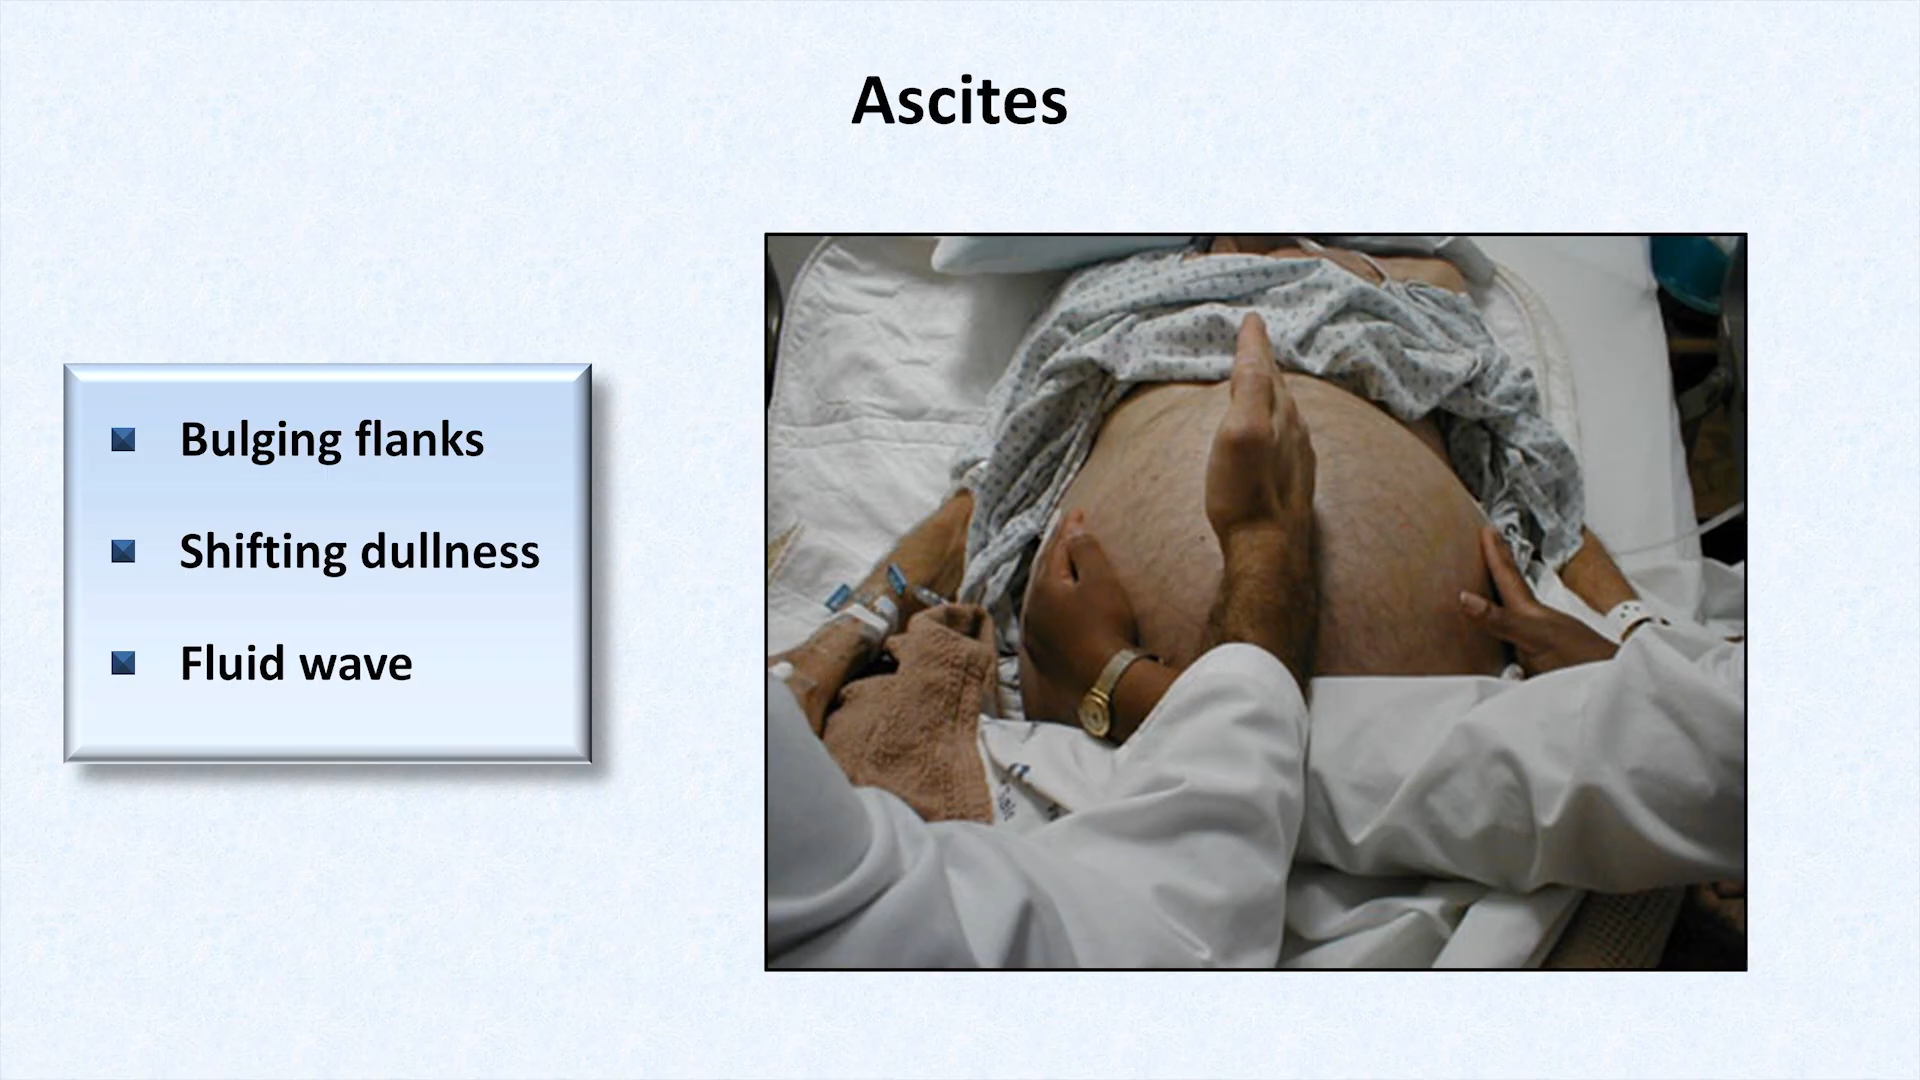 Ascites
Bulging flanks
Shifting dullness
Fluid wave